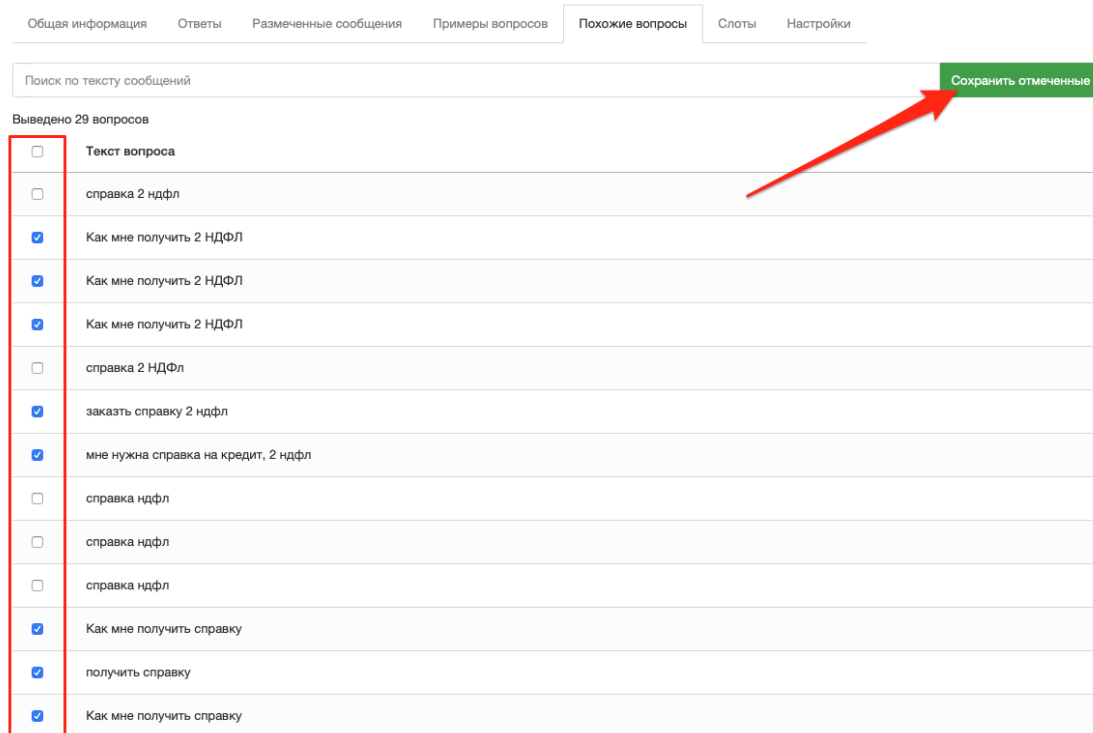 Общая информация Ответы Размеченные сообщения Примеры вопросов Похожие вопросы Слоты Настройки
Поиск по тексту сообщений Сохранить отмеченные
Выведено 29 вопросов
Текст вопроса
справка 2 ндфл
Как мне получить 2 НДФЛ
Как мне получить 2 НДФЛ
Как мне получить 2 НДФЛ
справка 2 НДФл
заказть справку 2 ндфл
мне нужна справка на кредит, 2 ндфл
справка ндфл
справка ндфл
справка ндфл
Как мне получить справку
получить справку
Как мне получить справку